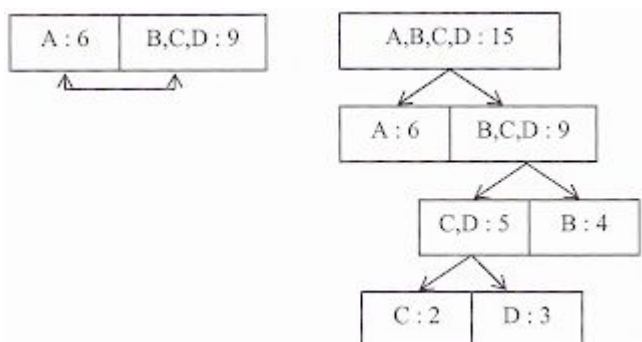 A : 6 B,C,D : 9
A,B,C,D : 15
A : 6 B,C,D : 9
C,D : 5 B : 4
C : 2 D : 3